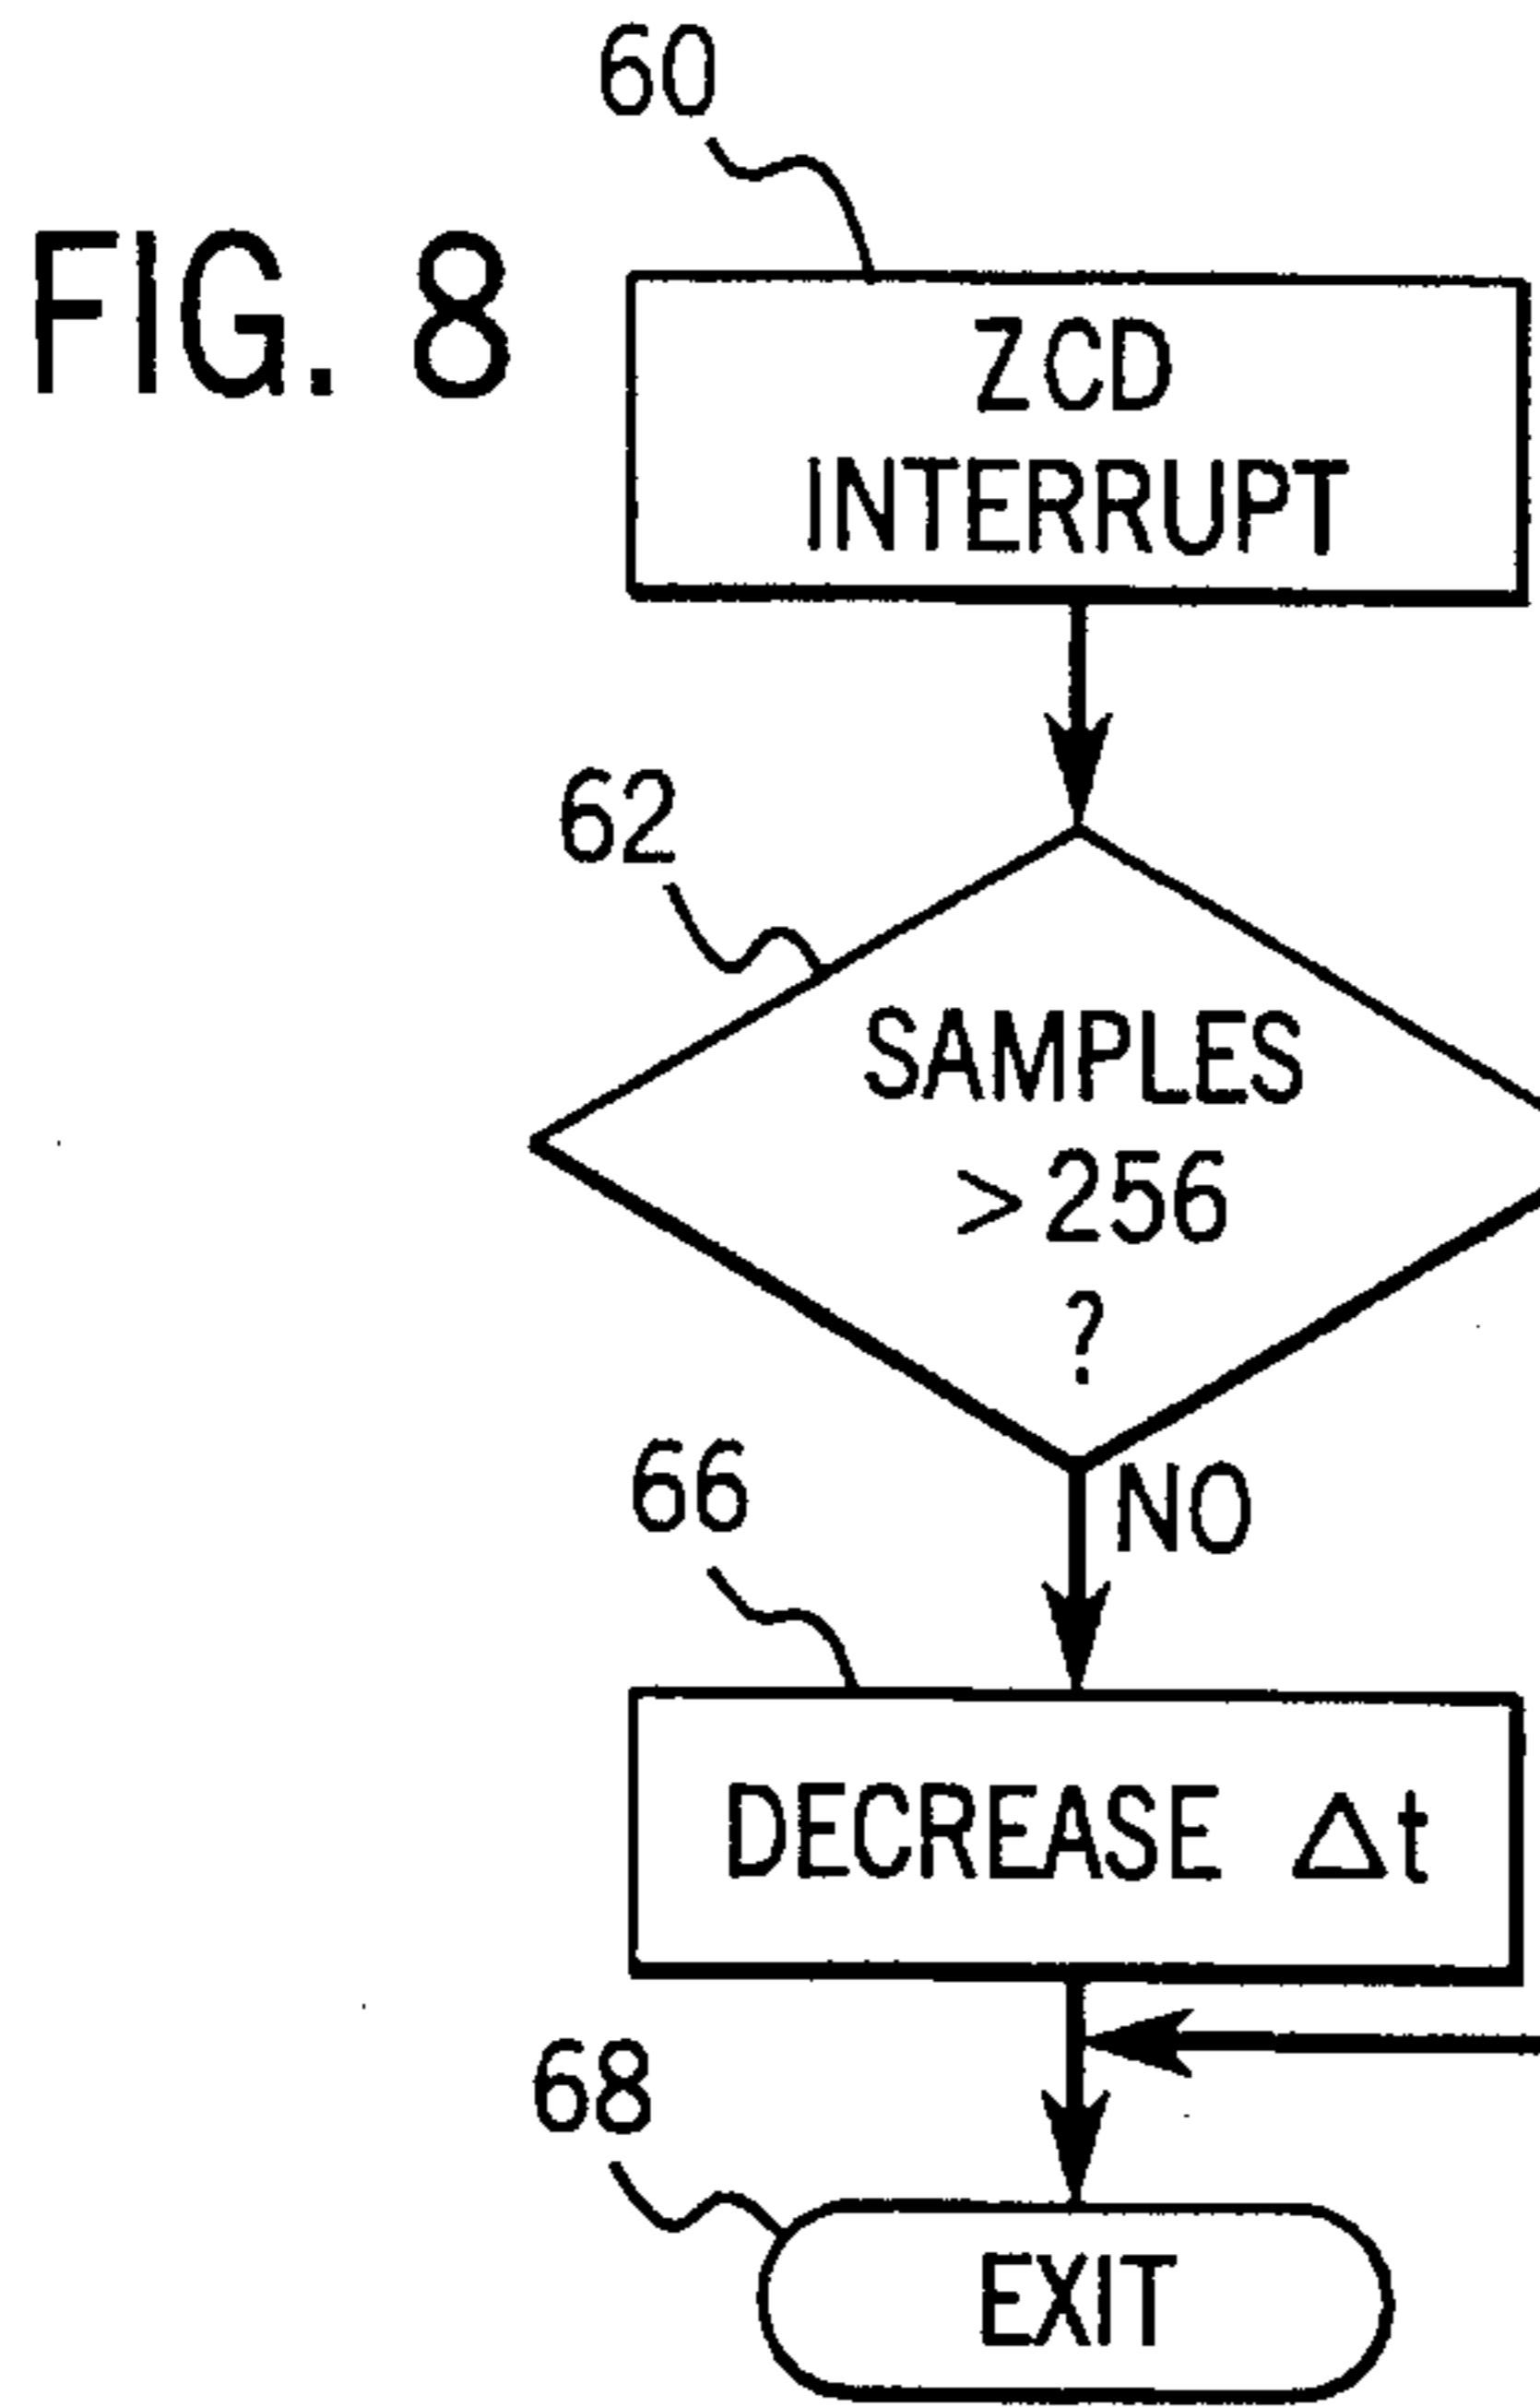 60
FIG. 8
ZCD
INTERRUPT
62
SAMPLES
>256
?
66
NO
DECREASE Δt
68
EXIT